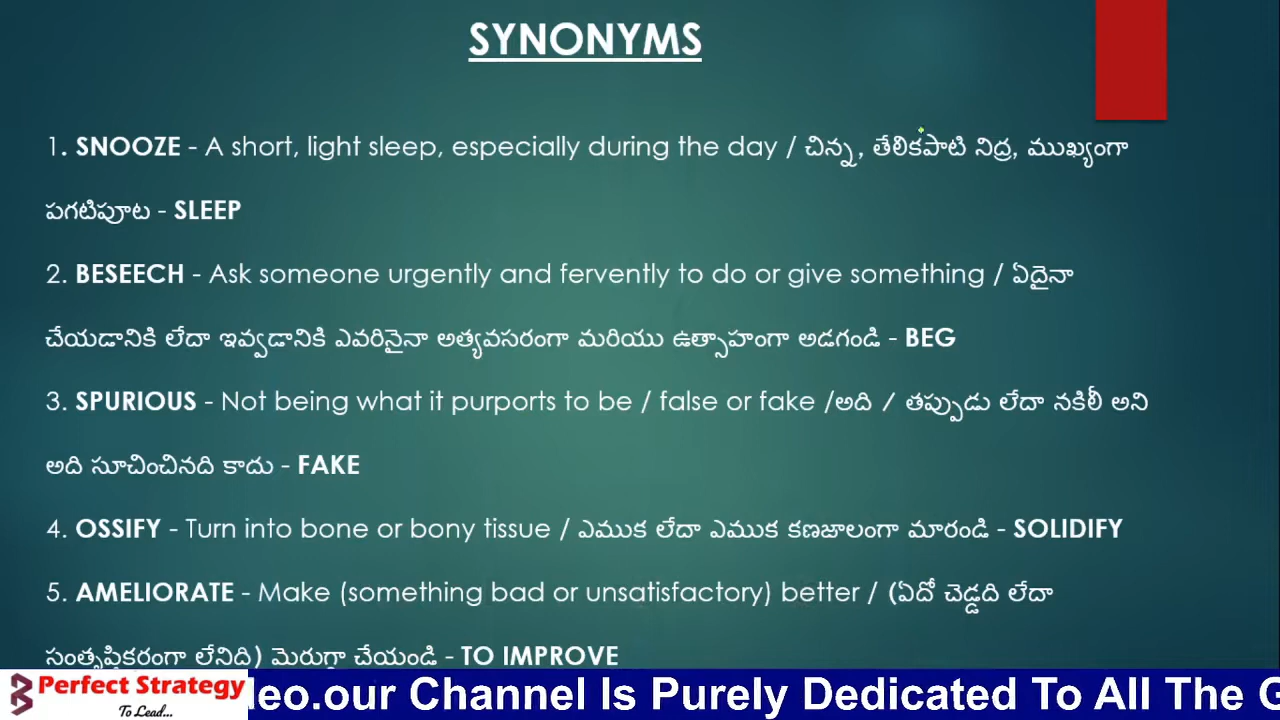 SYNONYMS
1. SNOOZE - A short, light sleep, especially during the day / చిన్న, తేలికపాటి నిద్ర, ముఖ్యంగా
పగటిపూట - SLEEP
2. BESEECH - Ask someone urgently and fervently to do or give something / ఏదైనా
చేయడానికి లేదా ఇవ్వడానికి ఎవరినైనా అత్యవసరంగా మరియు ఉత్సాహంగా అడగండి - BEG
3. SPURIOUS - Not being what it purports to be / false or fake /అది / తప్పుడు లేదా నకిలీ అని
అది సూచించినది కాదు - FAKE
4. OSSIFY - Turn into bone or bony tissue / ఎముక లేదా ఎముక కణజాలంగా మారండి - SOLIDIFY
5. AMELIORATE - Make (something bad or unsatisfactory) better / (ఏదో చెడ్డది లేదా
సంతృప్తికరంగా లేనిది) మెరుగ్గా చేయండి - TO IMPROVE
Perfect Strategy
To Lead...
deo.our Channel Is Purely Dedicated To All The G